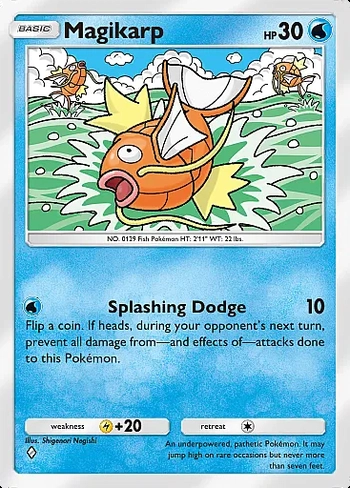 BASIC Magikarp HP 30
NO. 0129 Fish Pokémon HT: 2'11" WT: 22 lbs.
Splashing Dodge 10
Flip a coin. If heads, during your opponent's next turn,
prevent all damage from—and effects of—attacks done
to this Pokémon.
weakness +20 retreat
Illus. Shigenori Negishi
An underpowered, pathetic Pokémon. It may
jump high on rare occasions but never more
than seven feet.